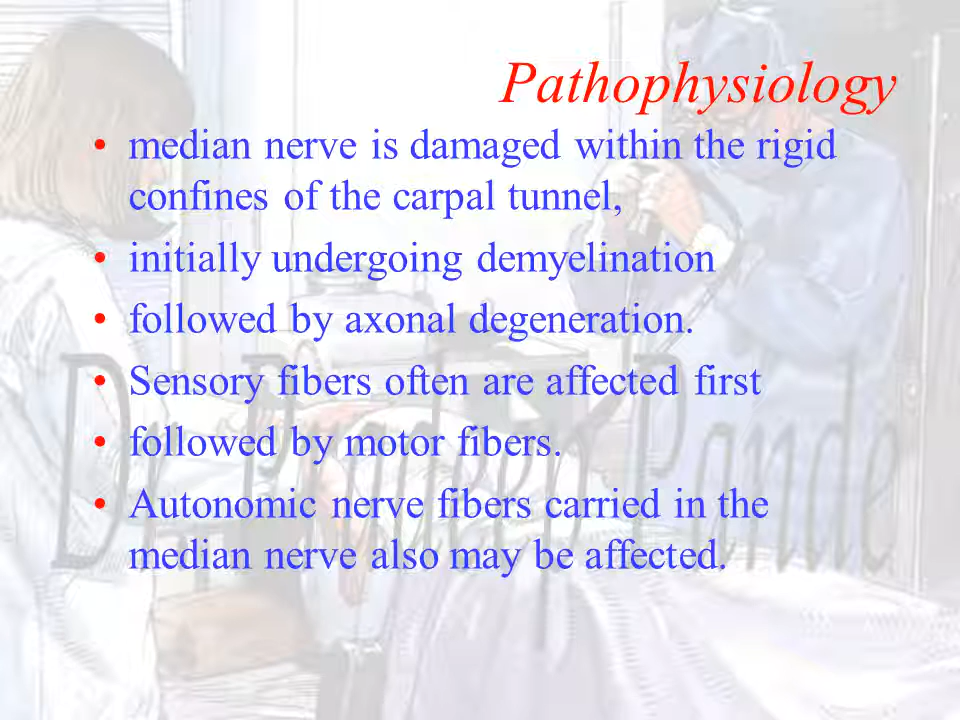 Pathophysiology
• median nerve is damaged within the rigid
confines of the carpal tunnel,
• initially undergoing demyelination
• followed by axonal degeneration.
• Sensory fibers often are affected first
• followed by motor fibers.
• Autonomic nerve fibers carried in the
median nerve also may be affected.